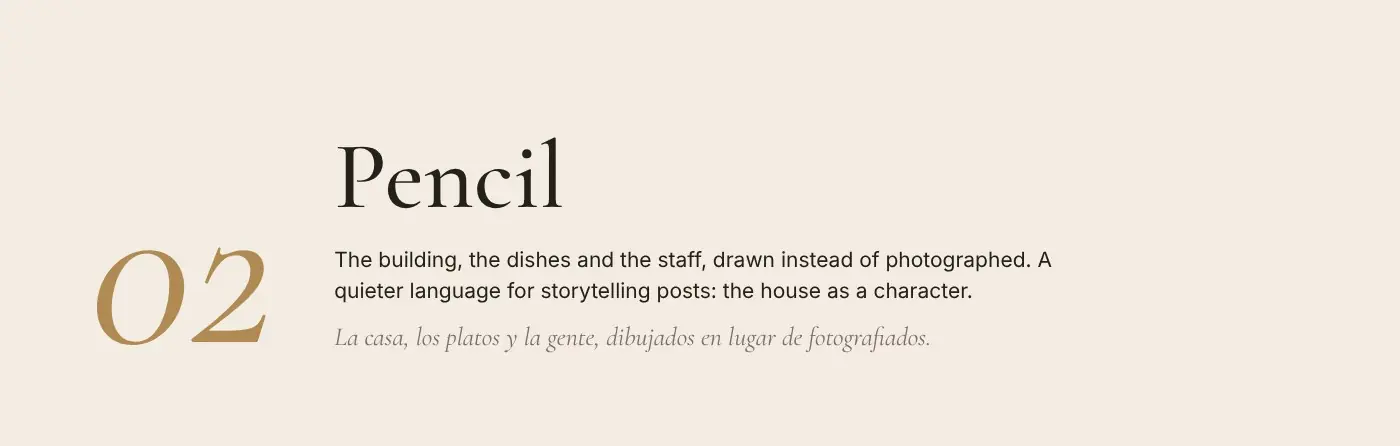 Pencil
02
The building, the dishes and the staff, drawn instead of photographed. A
quieter language for storytelling posts: the house as a character.
La casa, los platos y la gente, dibujados en lugar de fotografiados.